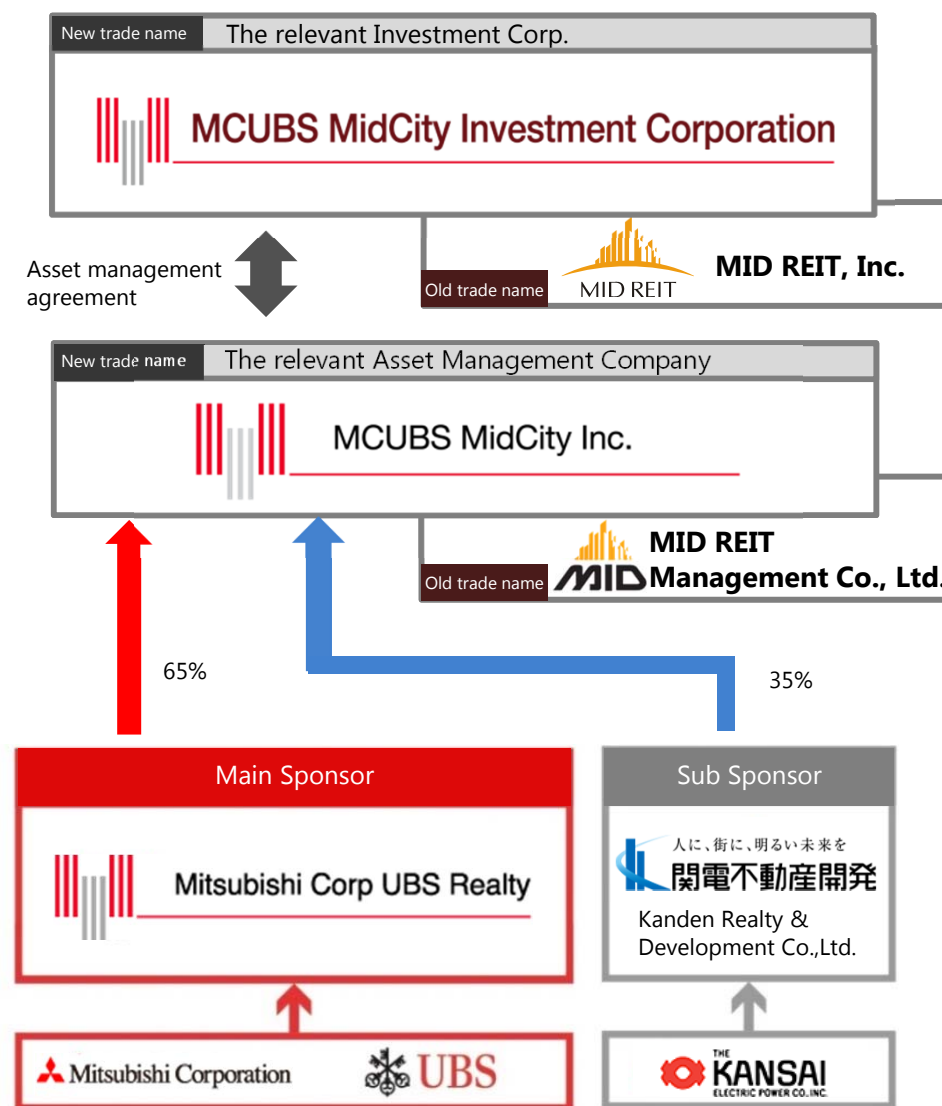 New trade name
The relevant Investment Corp.
MCUBS MidCity Investment Corporation
Asset management
agreement
Old trade name
MID REIT
MID REIT, Inc.
New trade name
The relevant Asset Management Company
MCUBS MidCity Inc.
Old trade name
MID
MID REIT
Management Co., Ltd.
65%
35%
Main Sponsor
Mitsubishi Corp UBS Realty
Sub Sponsor
人に、街に、明るい未来を
関電不動産開発
Kanden Realty &
Development Co.,Ltd.
Mitsubishi Corporation
UBS
THE
KANSAI
ELECTRIC POWER CO.INC.